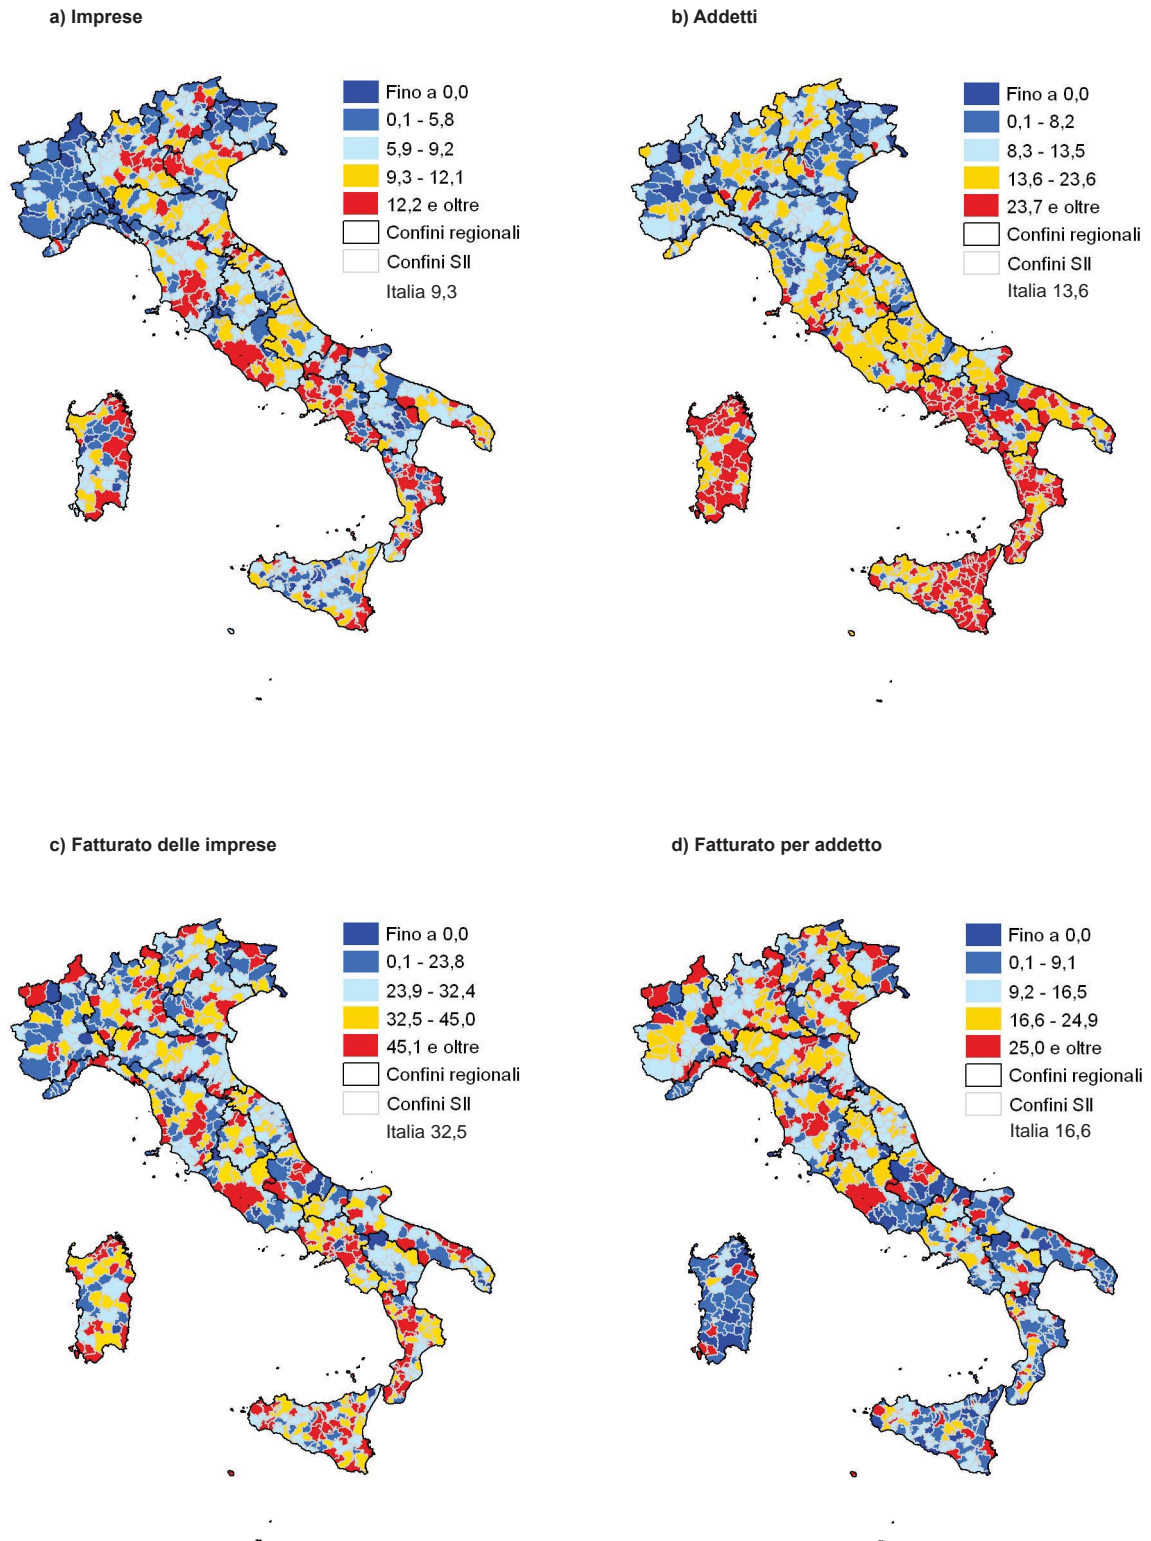 a) Imprese
Fino a 0,0
0,1 - 5,8
5,9 - 9,2
9,3 - 12,1
12,2 e oltre
Confini regionali
Confini Sll
Italia 9,3
b) Addetti
Fino a 0,0
0,1 - 8,2
8,3 - 13,5
13,6 - 23,6
23,7 e oltre
Confini regionali
Confini Sll
Italia 13,6
c) Fatturato delle imprese
Fino a 0,0
0,1 - 23,8
23,9 - 32,4
32,5 - 45,0
45,1 e oltre
Confini regionali
Confini Sll
Italia 32,5
d) Fatturato per addetto
Fino a 0,0
0,1 - 9,1
9,2 - 16,5
16,6 - 24,9
25,0 e oltre
Confini regionali
Confini Sll
Italia 16,6